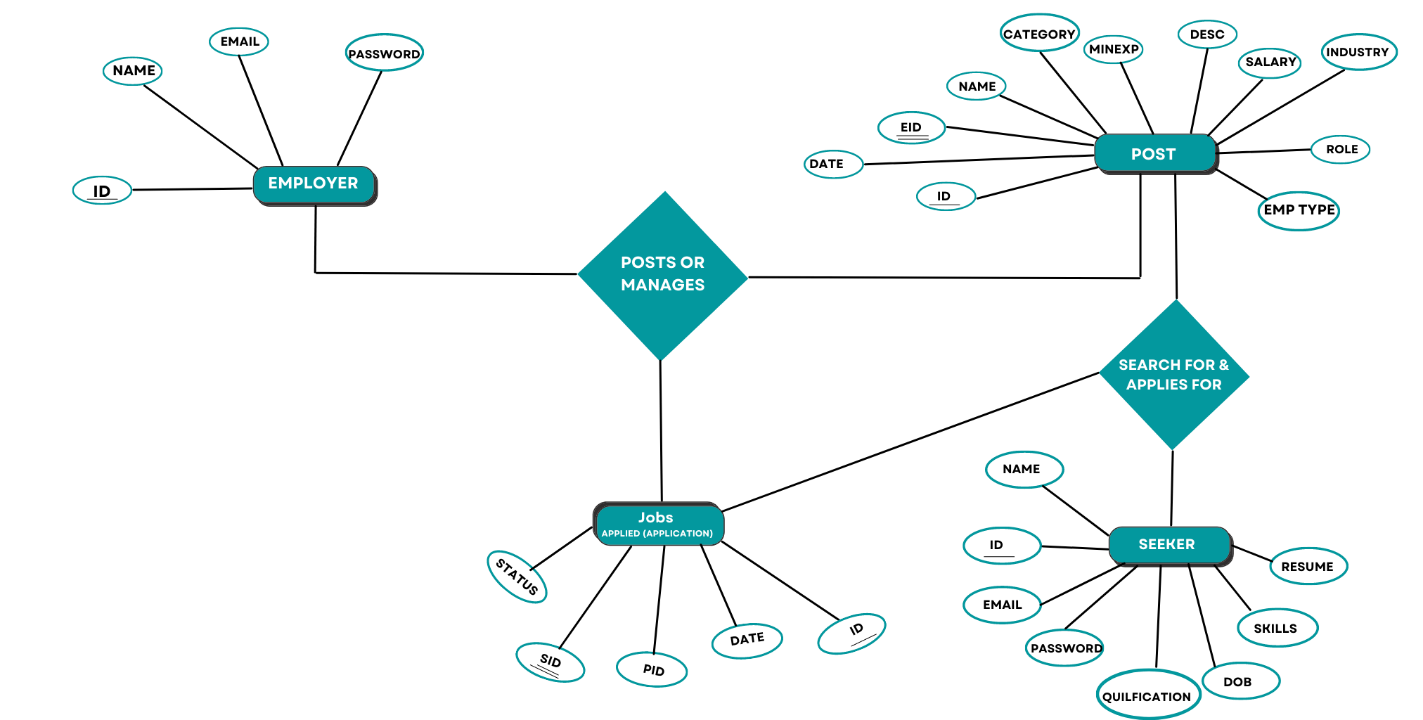 NAME
EMAIL
PASSWORD
ID
EMPLOYER
CATEGORY
MINEXP
DESC
SALARY
INDUSTRY
NAME
EID
DATE
ID
POST
ROLE
EMP TYPE
POSTS OR
MANAGES
SEARCH FOR &
APPLIES FOR
Jobs
APPLIED (APPLICATION)
STATUS
SID
PID
DATE
ID
NAME
ID
EMAIL
PASSWORD
SEEKER
QUILFICATION
DOB
SKILLS
RESUME